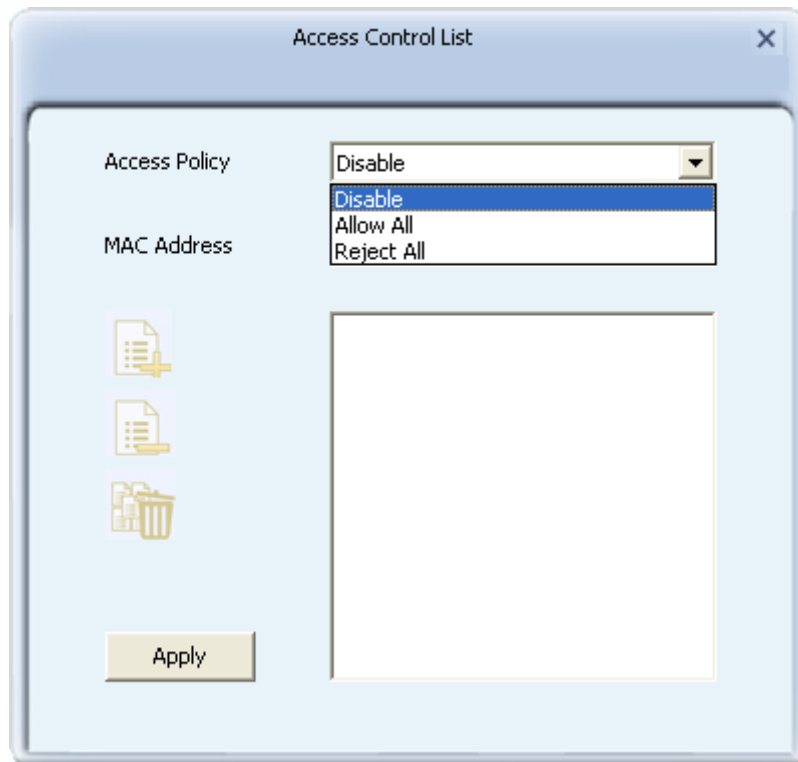 Access Control List
Access Policy
Disable
Disable
Allow All
Reject All
MAC Address
Apply